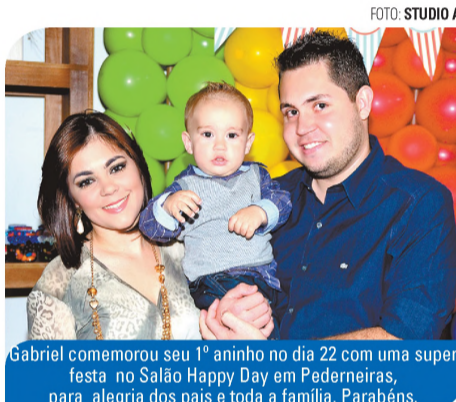 FOTO: STUDIO A
Gabriel comemorou seu 1º aninho no dia 22 com uma super
festa no Salão Happy Day em Pederneiras,
para alegria dos pais e toda a família. Parabéns.